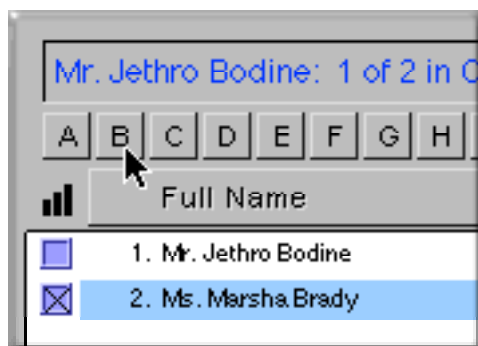 Mr. Jethro Bodine: 1 of 2 in
A B C D E F G H
Full Name
1. Mr. Jethro Bodine
2. Ms. Marsha Brady